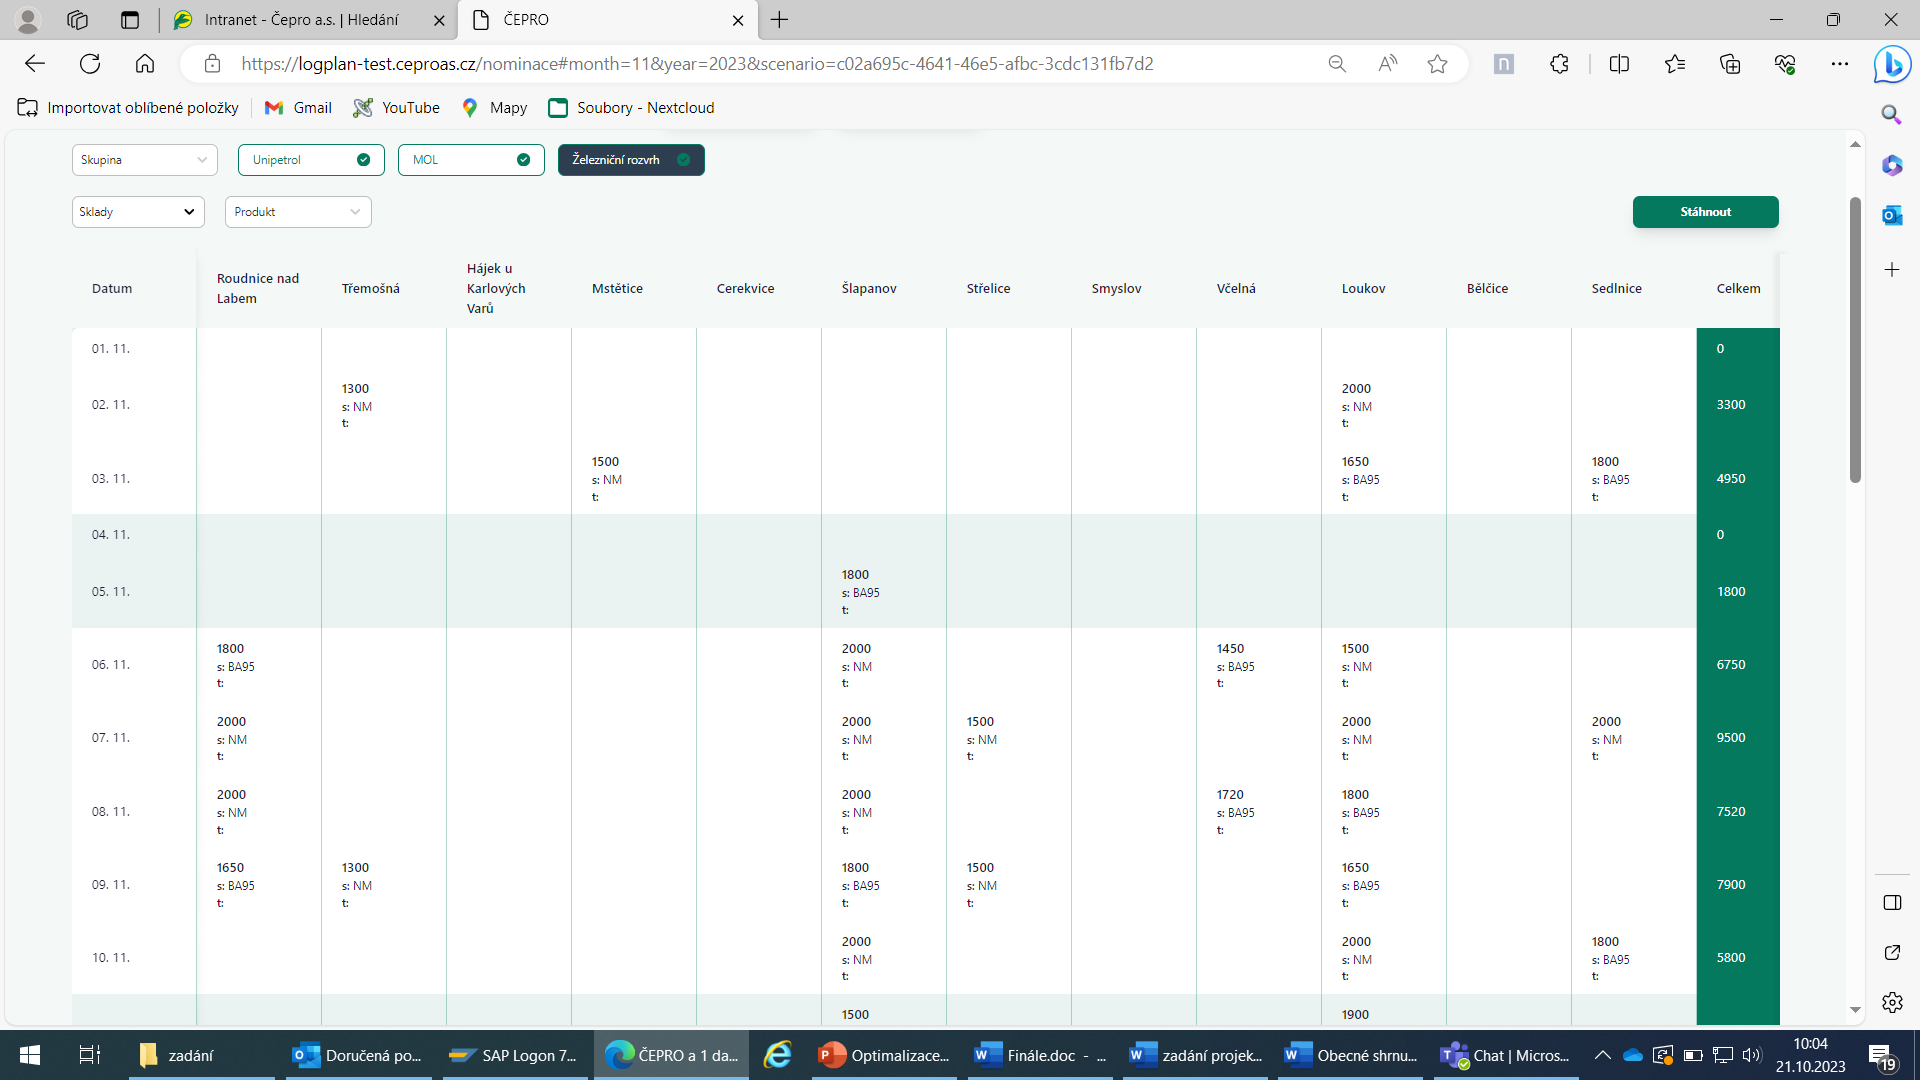 Intranet - Čepro a.s. | Hledání
ČEPRO
https://logplan-test.ceproas.cz/nominace#month=11&year=2023&scenario=c02a695c-4641-46e5-afbc-3cdc131fb7d2
Importovat oblíbené položky Gmail YouTube Mapy Soubory - Nextcloud
Skupina Unipetrol MOL Železniční rozvrh
Sklady Produkt Stáhnout
Datum Roudnice nad Labem Třemošná Hájek u Karlových Varů Mstětice Cerekvice Šlapanov Střelice Smyslov Včelná Loukov Bělčice Sedlnice Celkem
01. 11. 0
1300 2000
02. 11. s: NM s: NM 3300
t: t:
1500 1650 1800
03. 11. s: NM s: BA95 s: BA95 4950
t: t: t:
04. 11. 0
1800
05. 11. s: BA95 1800
t:
1800 2000 1450 1500
06. 11. s: BA95 s: NM s: BA95 s: NM 6750
t: t: t: t:
2000 2000 1500 2000 2000
07. 11. s: NM s: NM s: NM s: NM s: NM 9500
t: t: t: t: t:
2000 2000 1720 1800
08. 11. s: NM s: NM s: BA95 s: BA95 7520
t: t: t: t:
1650 1300 1800 1500 1650
09. 11. s: BA95 s: NM s: BA95 s: NM s: BA95 7900
t: t: t: t: t:
2000 2000 1800
10. 11. s: NM s: NM s: BA95 5800
t: t: t:
1500 1900
zadání Doručená po... SAP Logon 7... ČEPRO a 1 da... Optimalizace... Finále.doc - ... zadání projek... Obecné shrnu... Chat | Micros... 10:04
21.10.2023 19